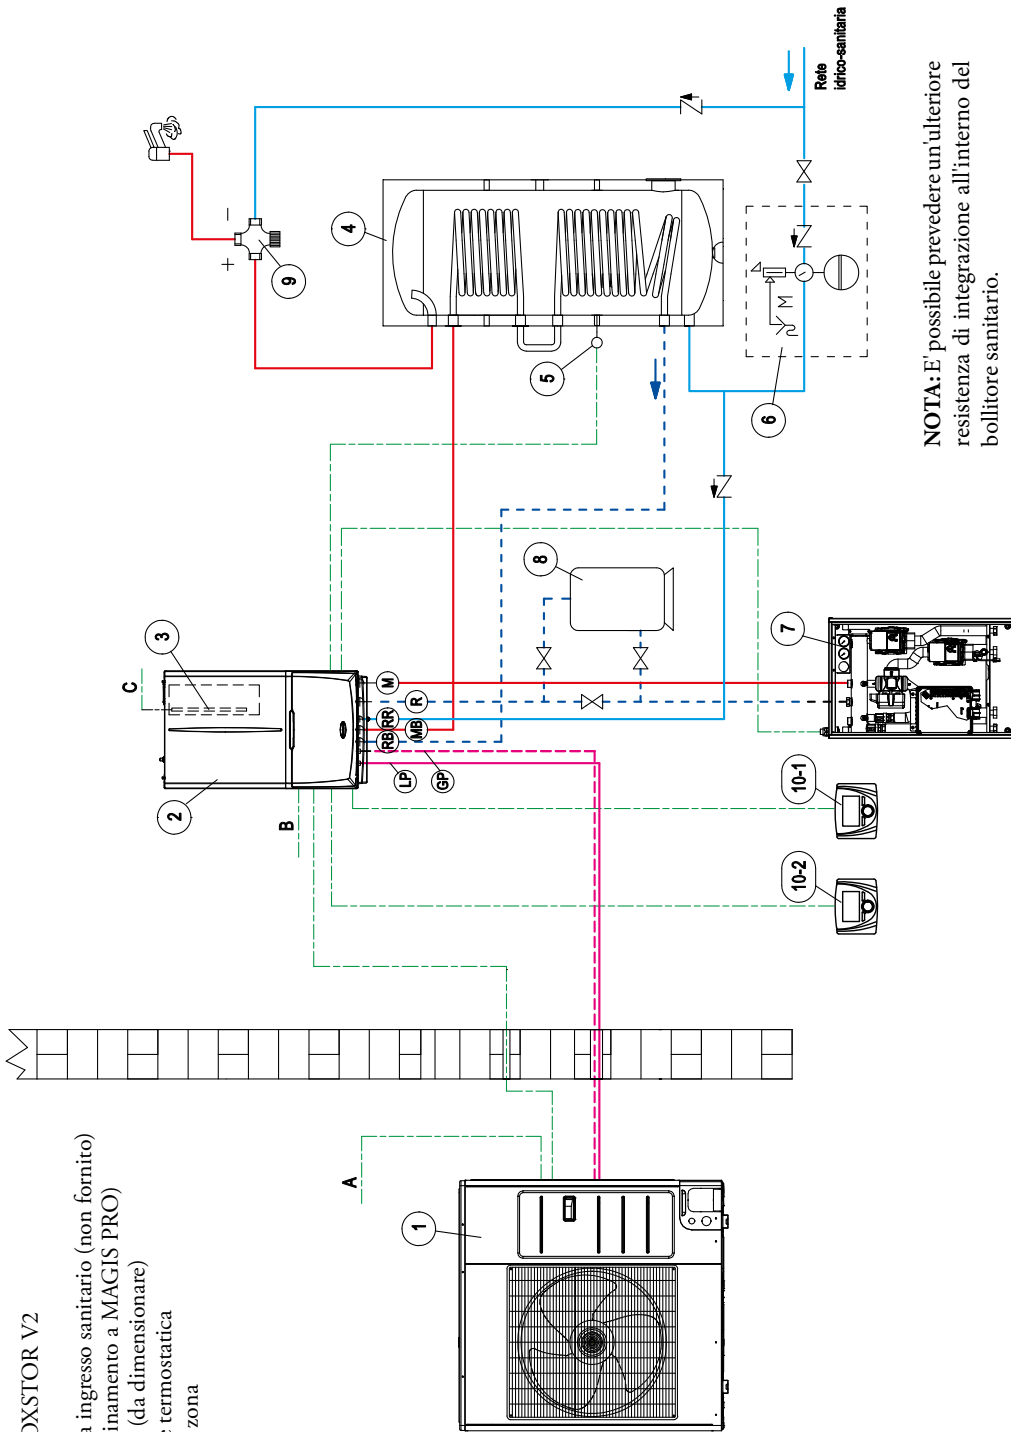 OXSTOR V2
a ingresso sanitario (non fornito)
inamento a MAGIS PRO)
(da dimensionare)
e termostatica
zona
A
1
B
2
C
3
LP
GP
RB
MB
RR
R
M
10-2
10-1
7
8
5
4
9
+
−
6
M
Rete
idrico-sanitaria
NOTA: E' possibile prevedere un'ulteriore
resistenza di integrazione all'interno del
bollitore sanitario.